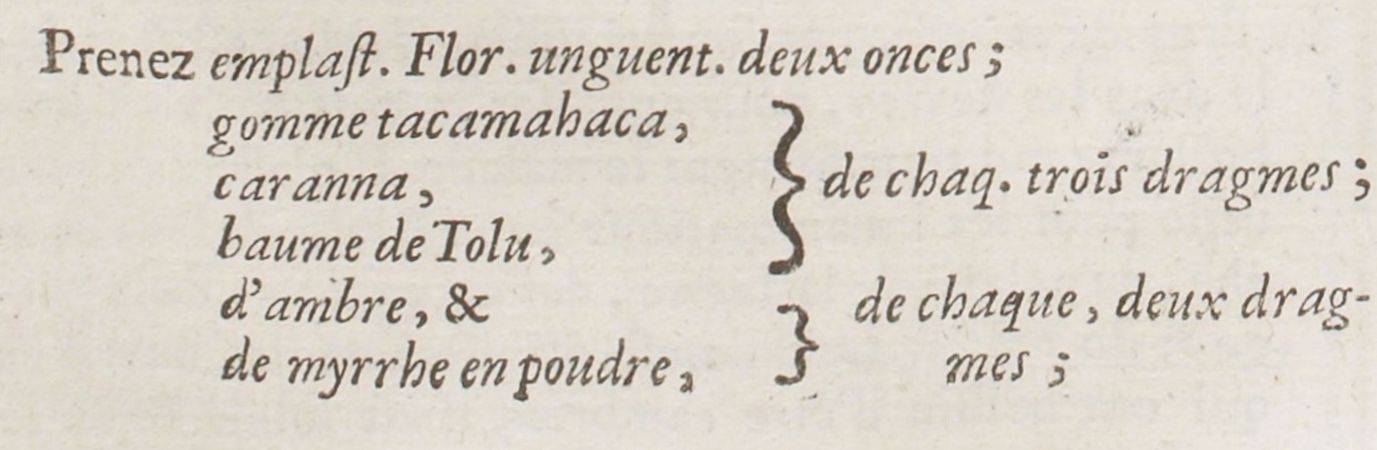 Prenez emplaſt. Flor. unguent. deux onces ;
gomme tacamahaca,
caranna,
baume de Tolu,
} de chaq. trois dragmes ;
d'ambre, &
de myrrhe en poudre,
} de chaque, deux drag-
mes ;